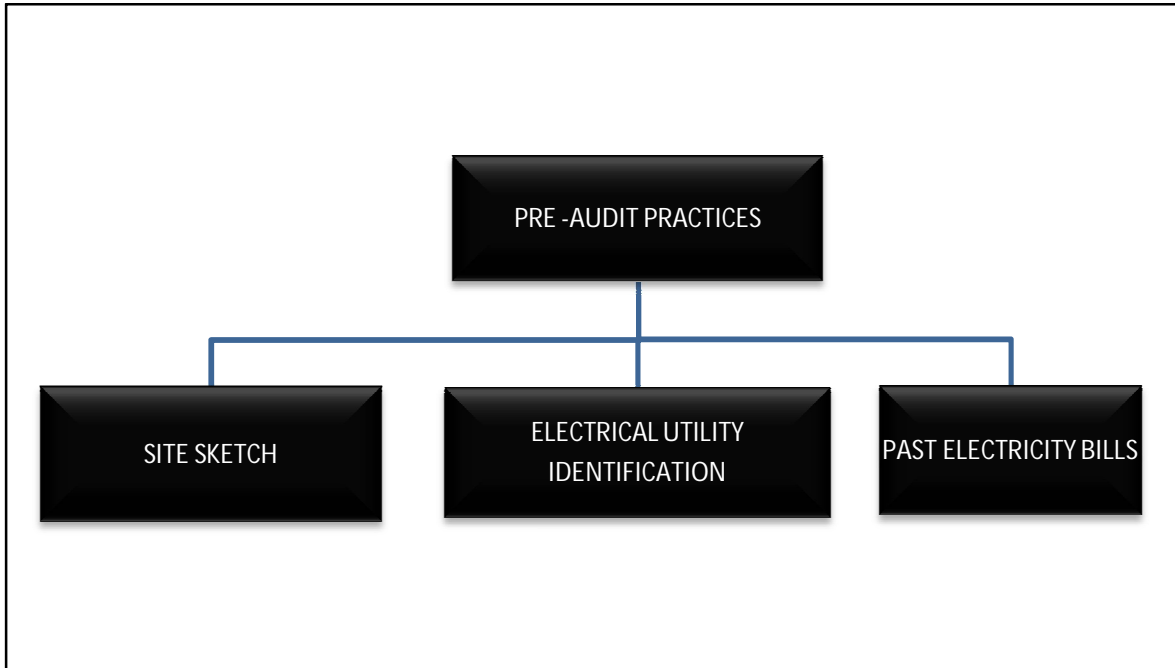 PRE -AUDIT PRACTICES
SITE SKETCH
ELECTRICAL UTILITY
IDENTIFICATION
PAST ELECTRICITY BILLS